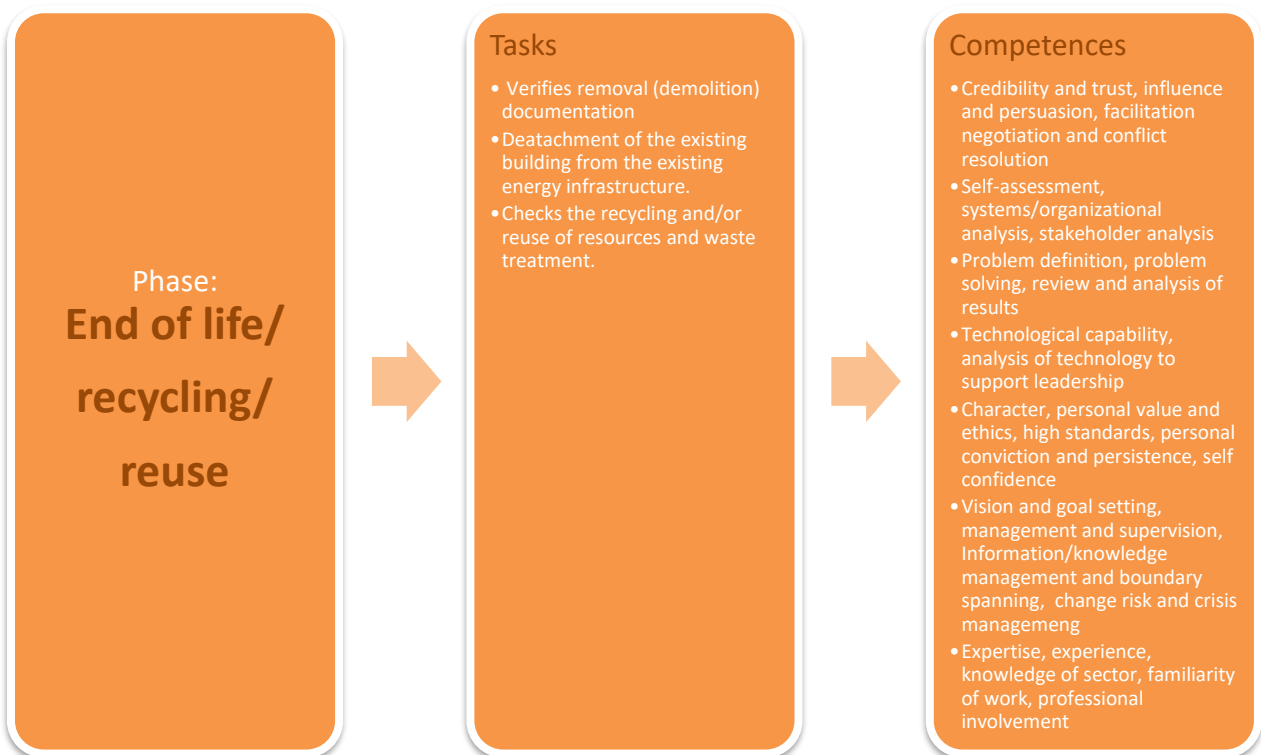 Phase:
End of life/
recycling/
reuse
Tasks
• Verifies removal (demolition)
documentation
•Deatachment of the existing
building from the existing
energy infrastructure.
•Checks the recycling and/or
reuse of resources and waste
treatment.
Competences
•Credibility and trust, influence
and persuasion, facilitation
negotiation and conflict
resolution
•Self-assessment,
systems/organizational
analysis, stakeholder analysis
•Problem definition, problem
solving, review and analysis of
results
•Technological capability,
analysis of technology to
support leadership
•Character, personal value and
ethics, high standards, personal
conviction and persistence, self
confidence
•Vision and goal setting,
management and supervision,
Information/knowledge
management and boundary
spanning,  change risk and crisis
managemeng
•Expertise, experience,
knowledge of sector, familiarity
of work, professional
involvement